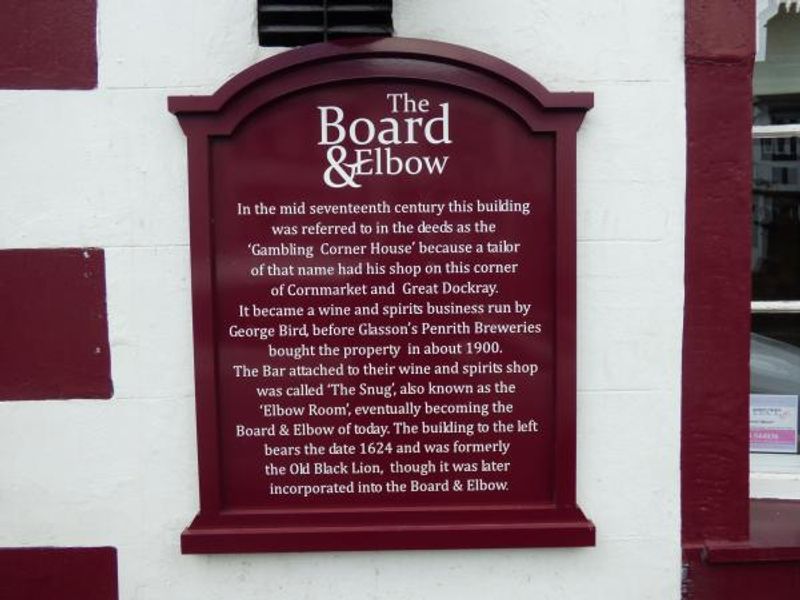 The
Board
&Elbow
In the mid seventeenth century this building
was referred to in the deeds as the
‘Gambling Corner House’ because a tailor
of that name had his shop on this corner
of Cornmarket and Great Dockray.
It became a wine and spirits business run by
George Bird, before Glasson’s Penrith Breweries
bought the property in about 1900.
The Bar attached to their wine and spirits shop
was called ‘The Snug’, also known as the
‘Elbow Room’, eventually becoming the
Board & Elbow of today. The building to the left
bears the date 1624 and was formerly
the Old Black Lion, though it was later
incorporated into the Board & Elbow.